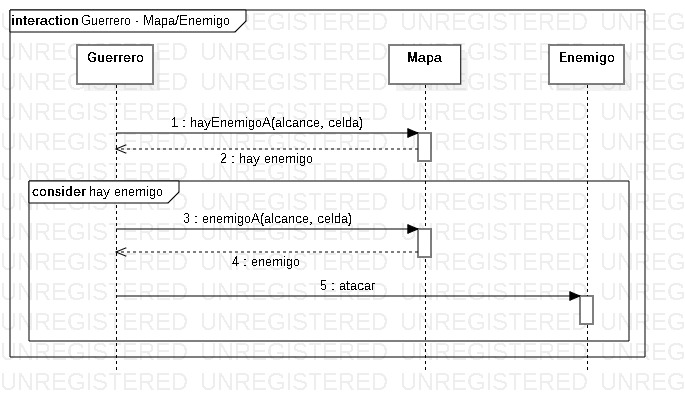 interaction Guerrero - Mapa/Enemigo
Guerrero
Mapa
Enemigo
1 : hayEnemigoA(alcance, celda)
2 : hay enemigo
consider hay enemigo
3 : enemigoA(alcance, celda)
4 : enemigo
5 : atacar
UNREGISTERED UNREGISTERED UNREGISTERED UNREGISTERED